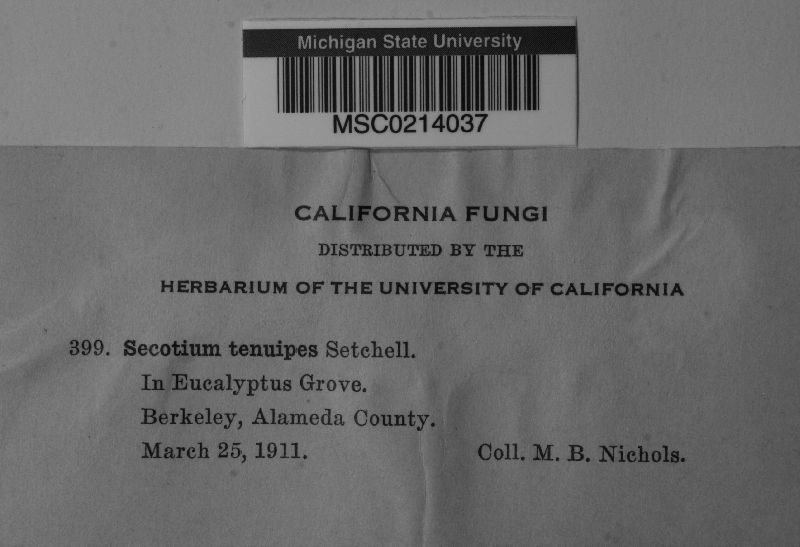 Michigan State University
MSC0214037
CALIFORNIA FUNGI
DISTRIBUTED BY THE
HERBARIUM OF THE UNIVERSITY OF CALIFORNIA
399. Secotium tenuipes Setchell.
In Eucalyptus Grove.
Berkeley, Alameda County.
March 25, 1911. Coll. M. B. Nichols.